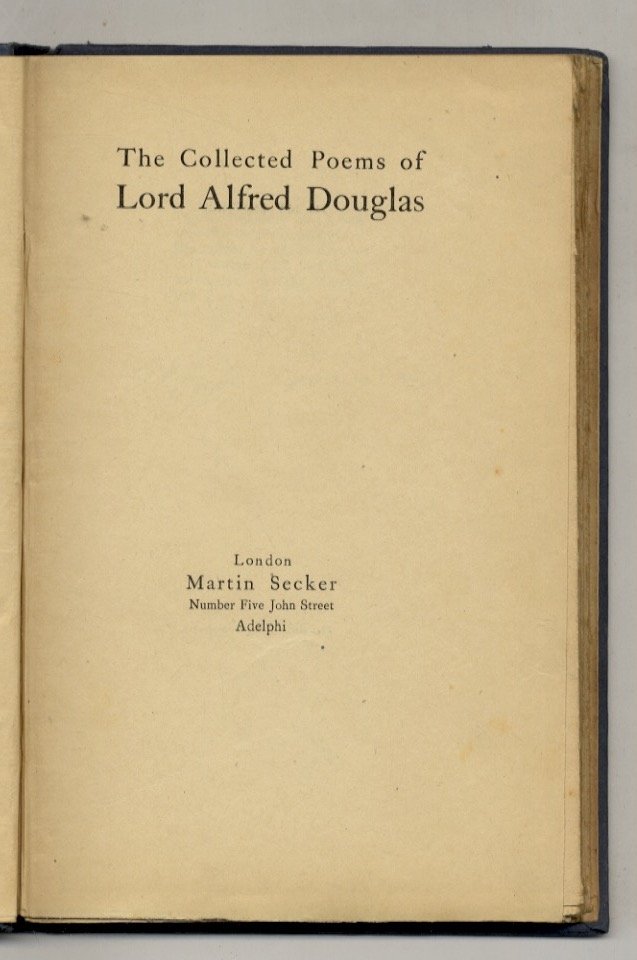 The Collected Poems of
Lord Alfred Douglas
London
Martin Secker
Number Five John Street
Adelphi